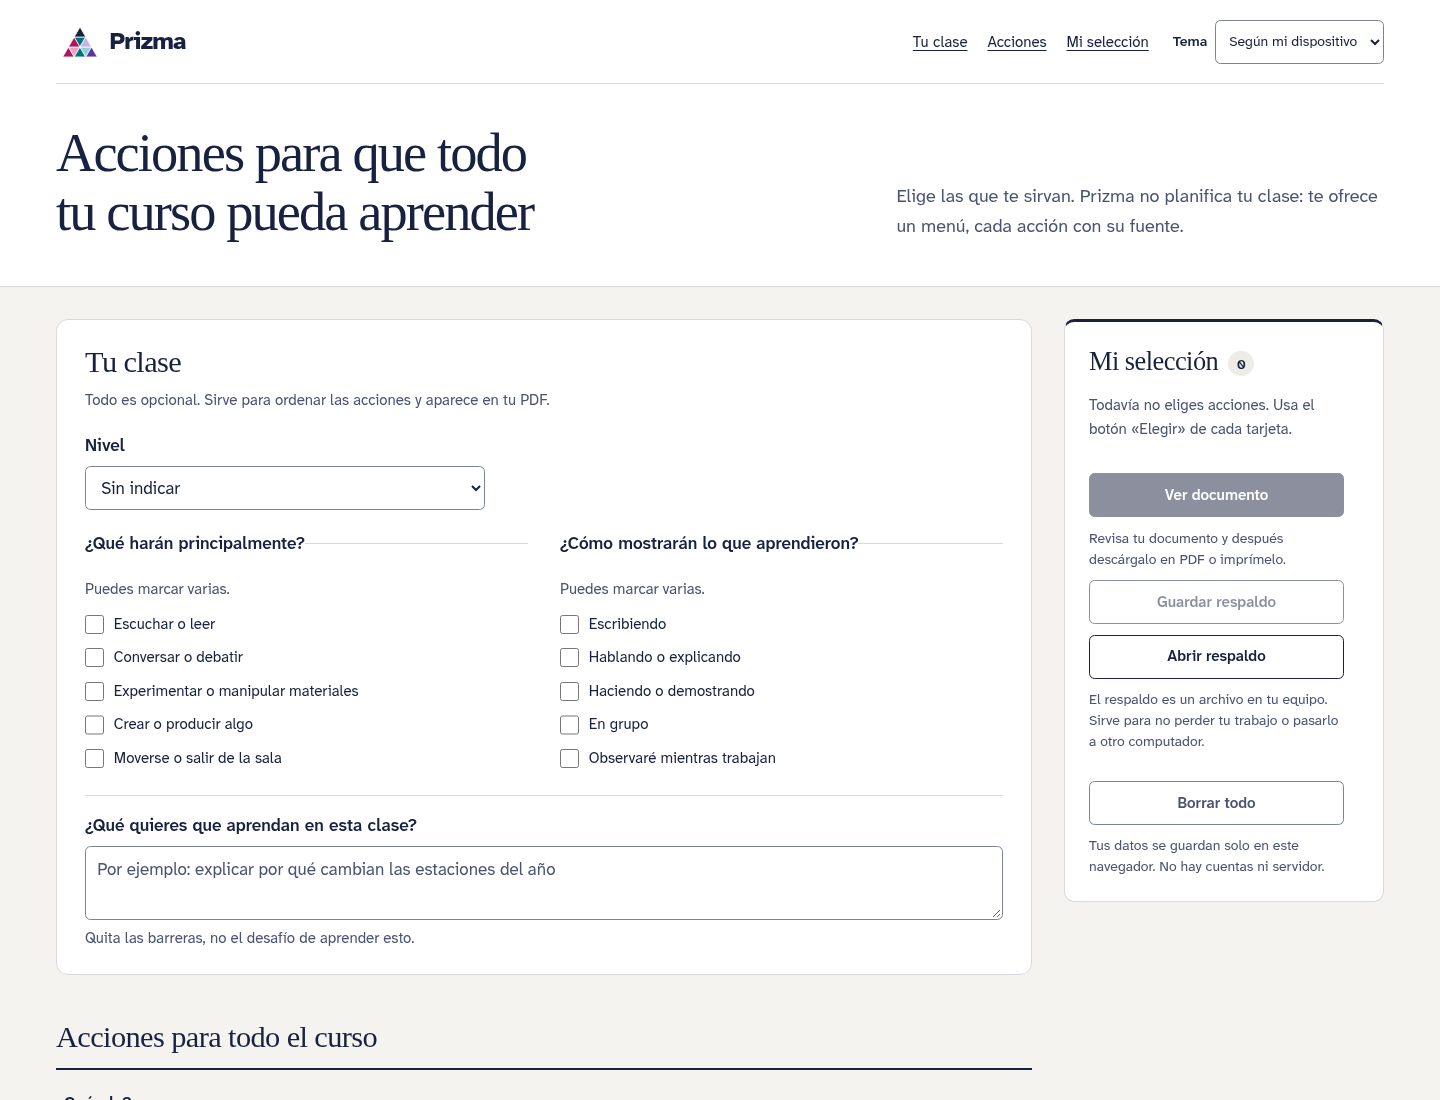 Prizma
Tu clase
Acciones
Mi selección
Tema
Según mi dispositivo
Acciones para que todo
tu curso pueda aprender
Elige las que te sirvan. Prizma no planifica tu clase: te ofrece
un menú, cada acción con su fuente.
Tu clase
Todo es opcional. Sirve para ordenar las acciones y aparece en tu PDF.
Nivel
Sin indicar
¿Qué harán principalmente?
Puedes marcar varias.
Escuchar o leer
Conversar o debatir
Experimentar o manipular materiales
Crear o producir algo
Moverse o salir de la sala
¿Cómo mostrarán lo que aprendieron?
Puedes marcar varias.
Escribiendo
Hablando o explicando
Haciendo o demostrando
En grupo
Observaré mientras trabajan
¿Qué quieres que aprendan en esta clase?
Por ejemplo: explicar por qué cambian las estaciones del año
Quita las barreras, no el desafío de aprender esto.
Mi selección 0
Todavía no eliges acciones. Usa el
botón «Elegir» de cada tarjeta.
Ver documento
Revisa tu documento y después
descárgalo en PDF o imprímelo.
Guardar respaldo
Abrir respaldo
El respaldo es un archivo en tu equipo.
Sirve para no perder tu trabajo o pasarlo
a otro computador.
Borrar todo
Tus datos se guardan solo en este
navegador. No hay cuentas ni servidor.
Acciones para todo el curso